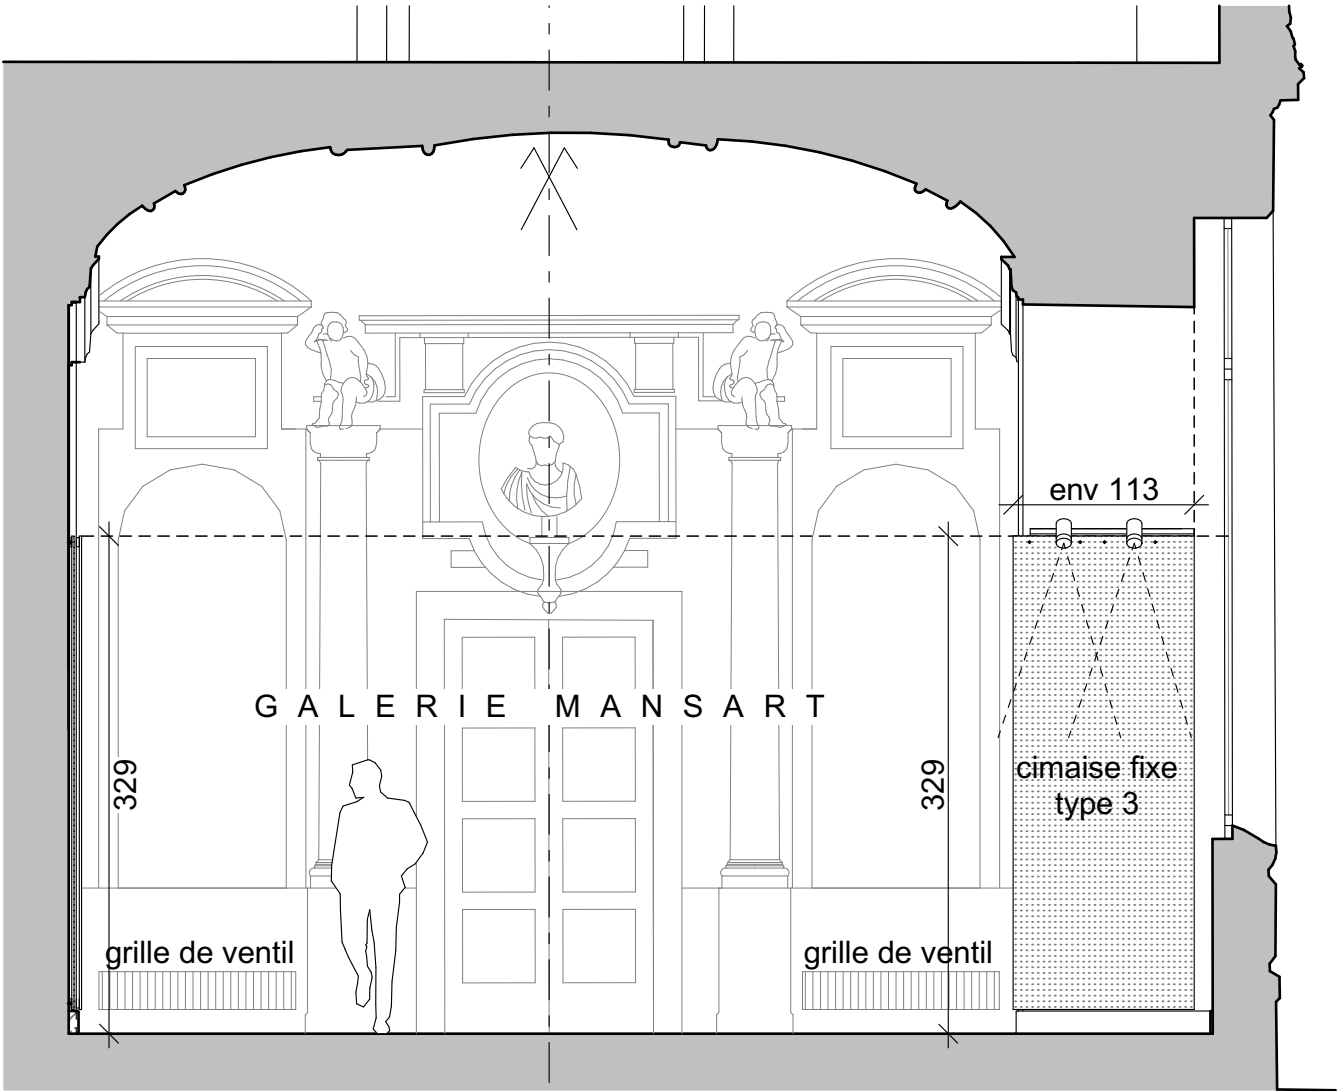 env 113
GALERIE MANSART
329
329
cimaise fixe
type 3
grille de ventil
grille de ventil